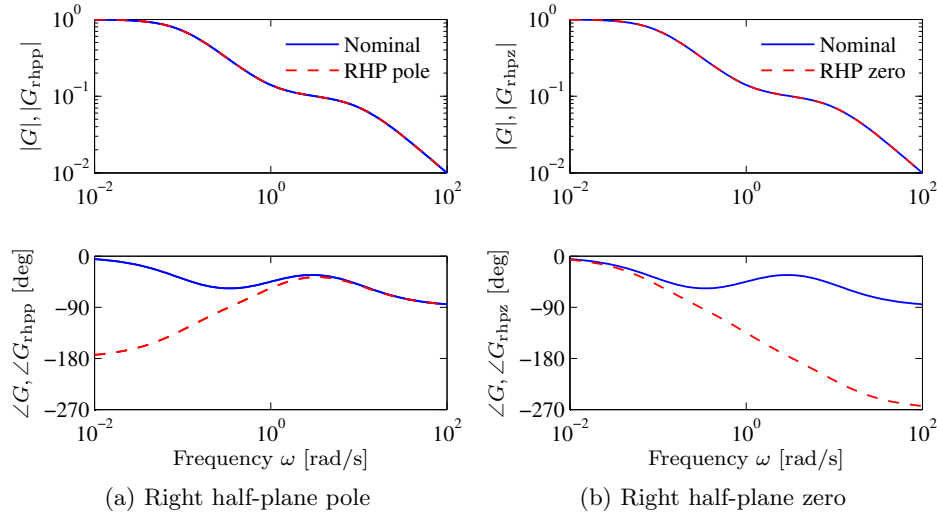 |G|, |G_rhpp|
10^0
10^-1
10^-2
Nominal
RHP pole
10^-2
10^0
10^2
∠G, ∠G_rhpp [deg]
0
−90
−180
−270
10^-2
10^0
10^2
Frequency ω [rad/s]
(a) Right half-plane pole
|G|, |G_rhpz|
10^0
10^-1
10^-2
Nominal
RHP zero
10^-2
10^0
10^2
∠G, ∠G_rhpz [deg]
0
−90
−180
−270
10^-2
10^0
10^2
Frequency ω [rad/s]
(b) Right half-plane zero